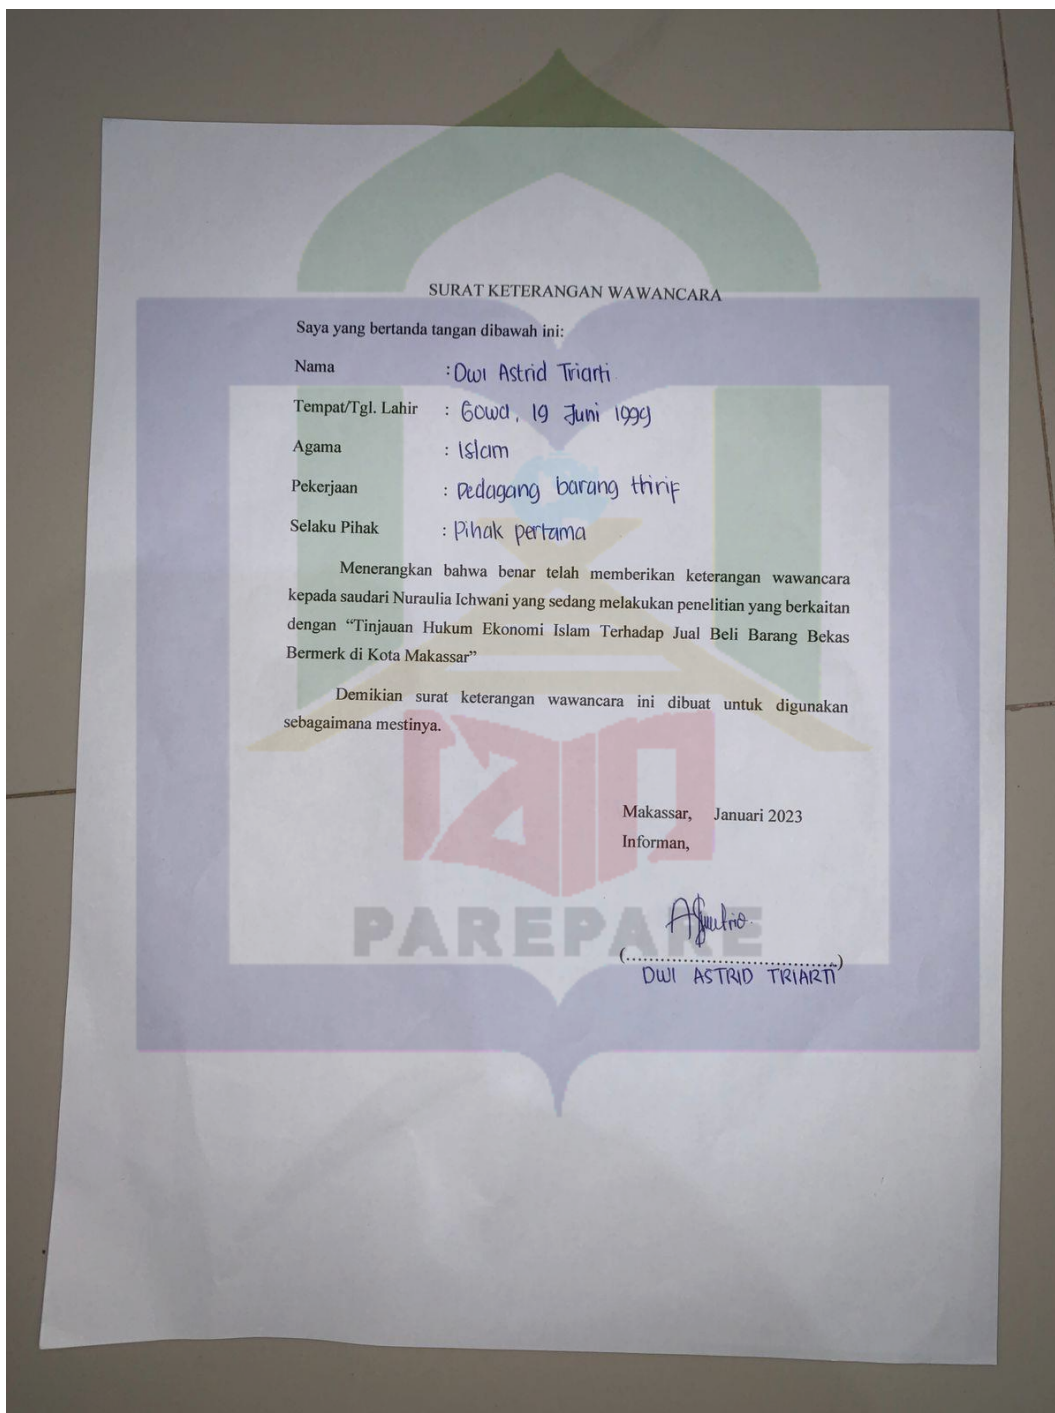 SURAT KETERANGAN WAWANCARA
Saya yang bertanda tangan dibawah ini:
Nama : Dwi Astrid Triarti
Tempat/Tgl. Lahir : Gowa, 19 Juni 1999
Agama : Islam
Pekerjaan : Pedagang barang thirif
Selaku Pihak : Pihak pertama
Menerangkan bahwa benar telah memberikan keterangan wawancara
kepada saudari Nuraulia Ichwani yang sedang melakukan penelitian yang berkaitan
dengan “Tinjauan Hukum Ekonomi Islam Terhadap Jual Beli Barang Bekas
Bermerk di Kota Makassar”
Demikian surat keterangan wawancara ini dibuat untuk digunakan
sebagaimana mestinya.
Makassar, Januari 2023
Informan,
(....................................)
DWI ASTRID TRIARTI
iain
PAREPARE